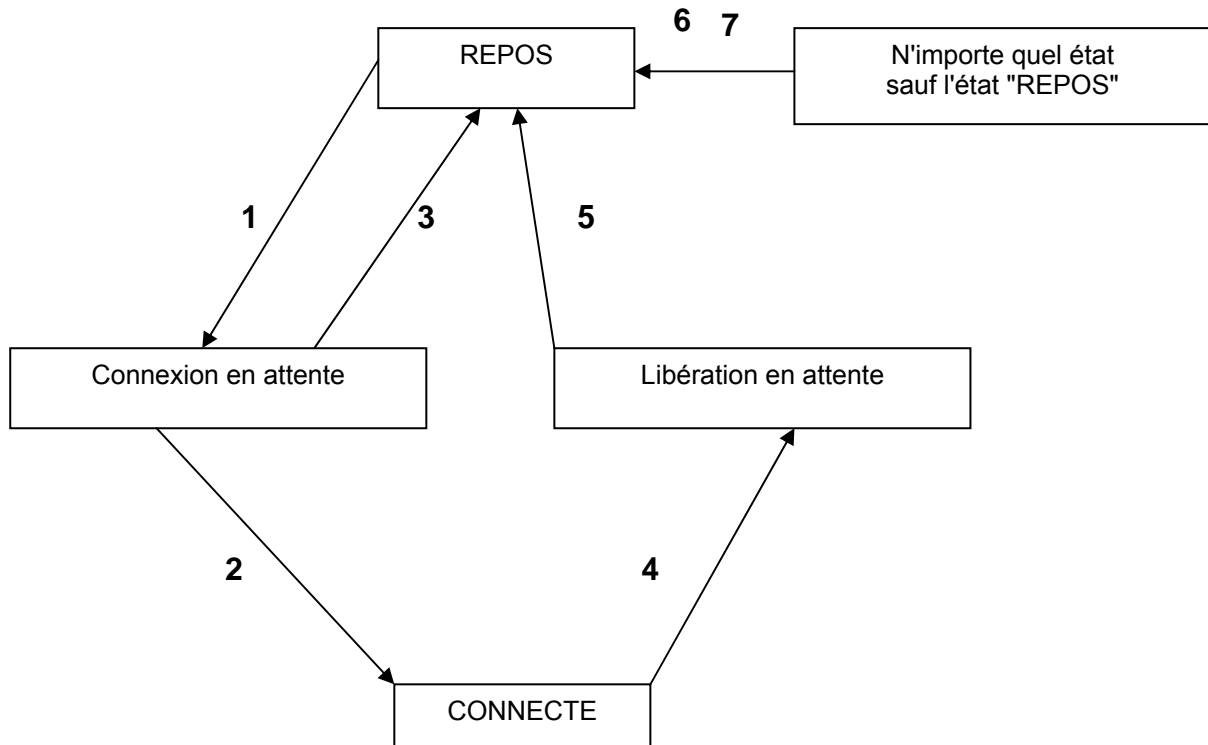 6 7
REPOS
N'importe quel état
sauf l'état "REPOS"
1
3
5
Connexion en attente
Libération en attente
2
4
CONNECTE